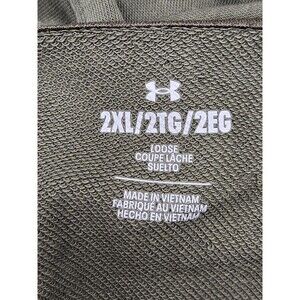 2XL/2TG/2EG
LOOSE
COUPE LACHE
SUELTO
MADE IN VIETNAM
FABRIQUÉ AU VIETNAM
HECHO EN VIETNAM